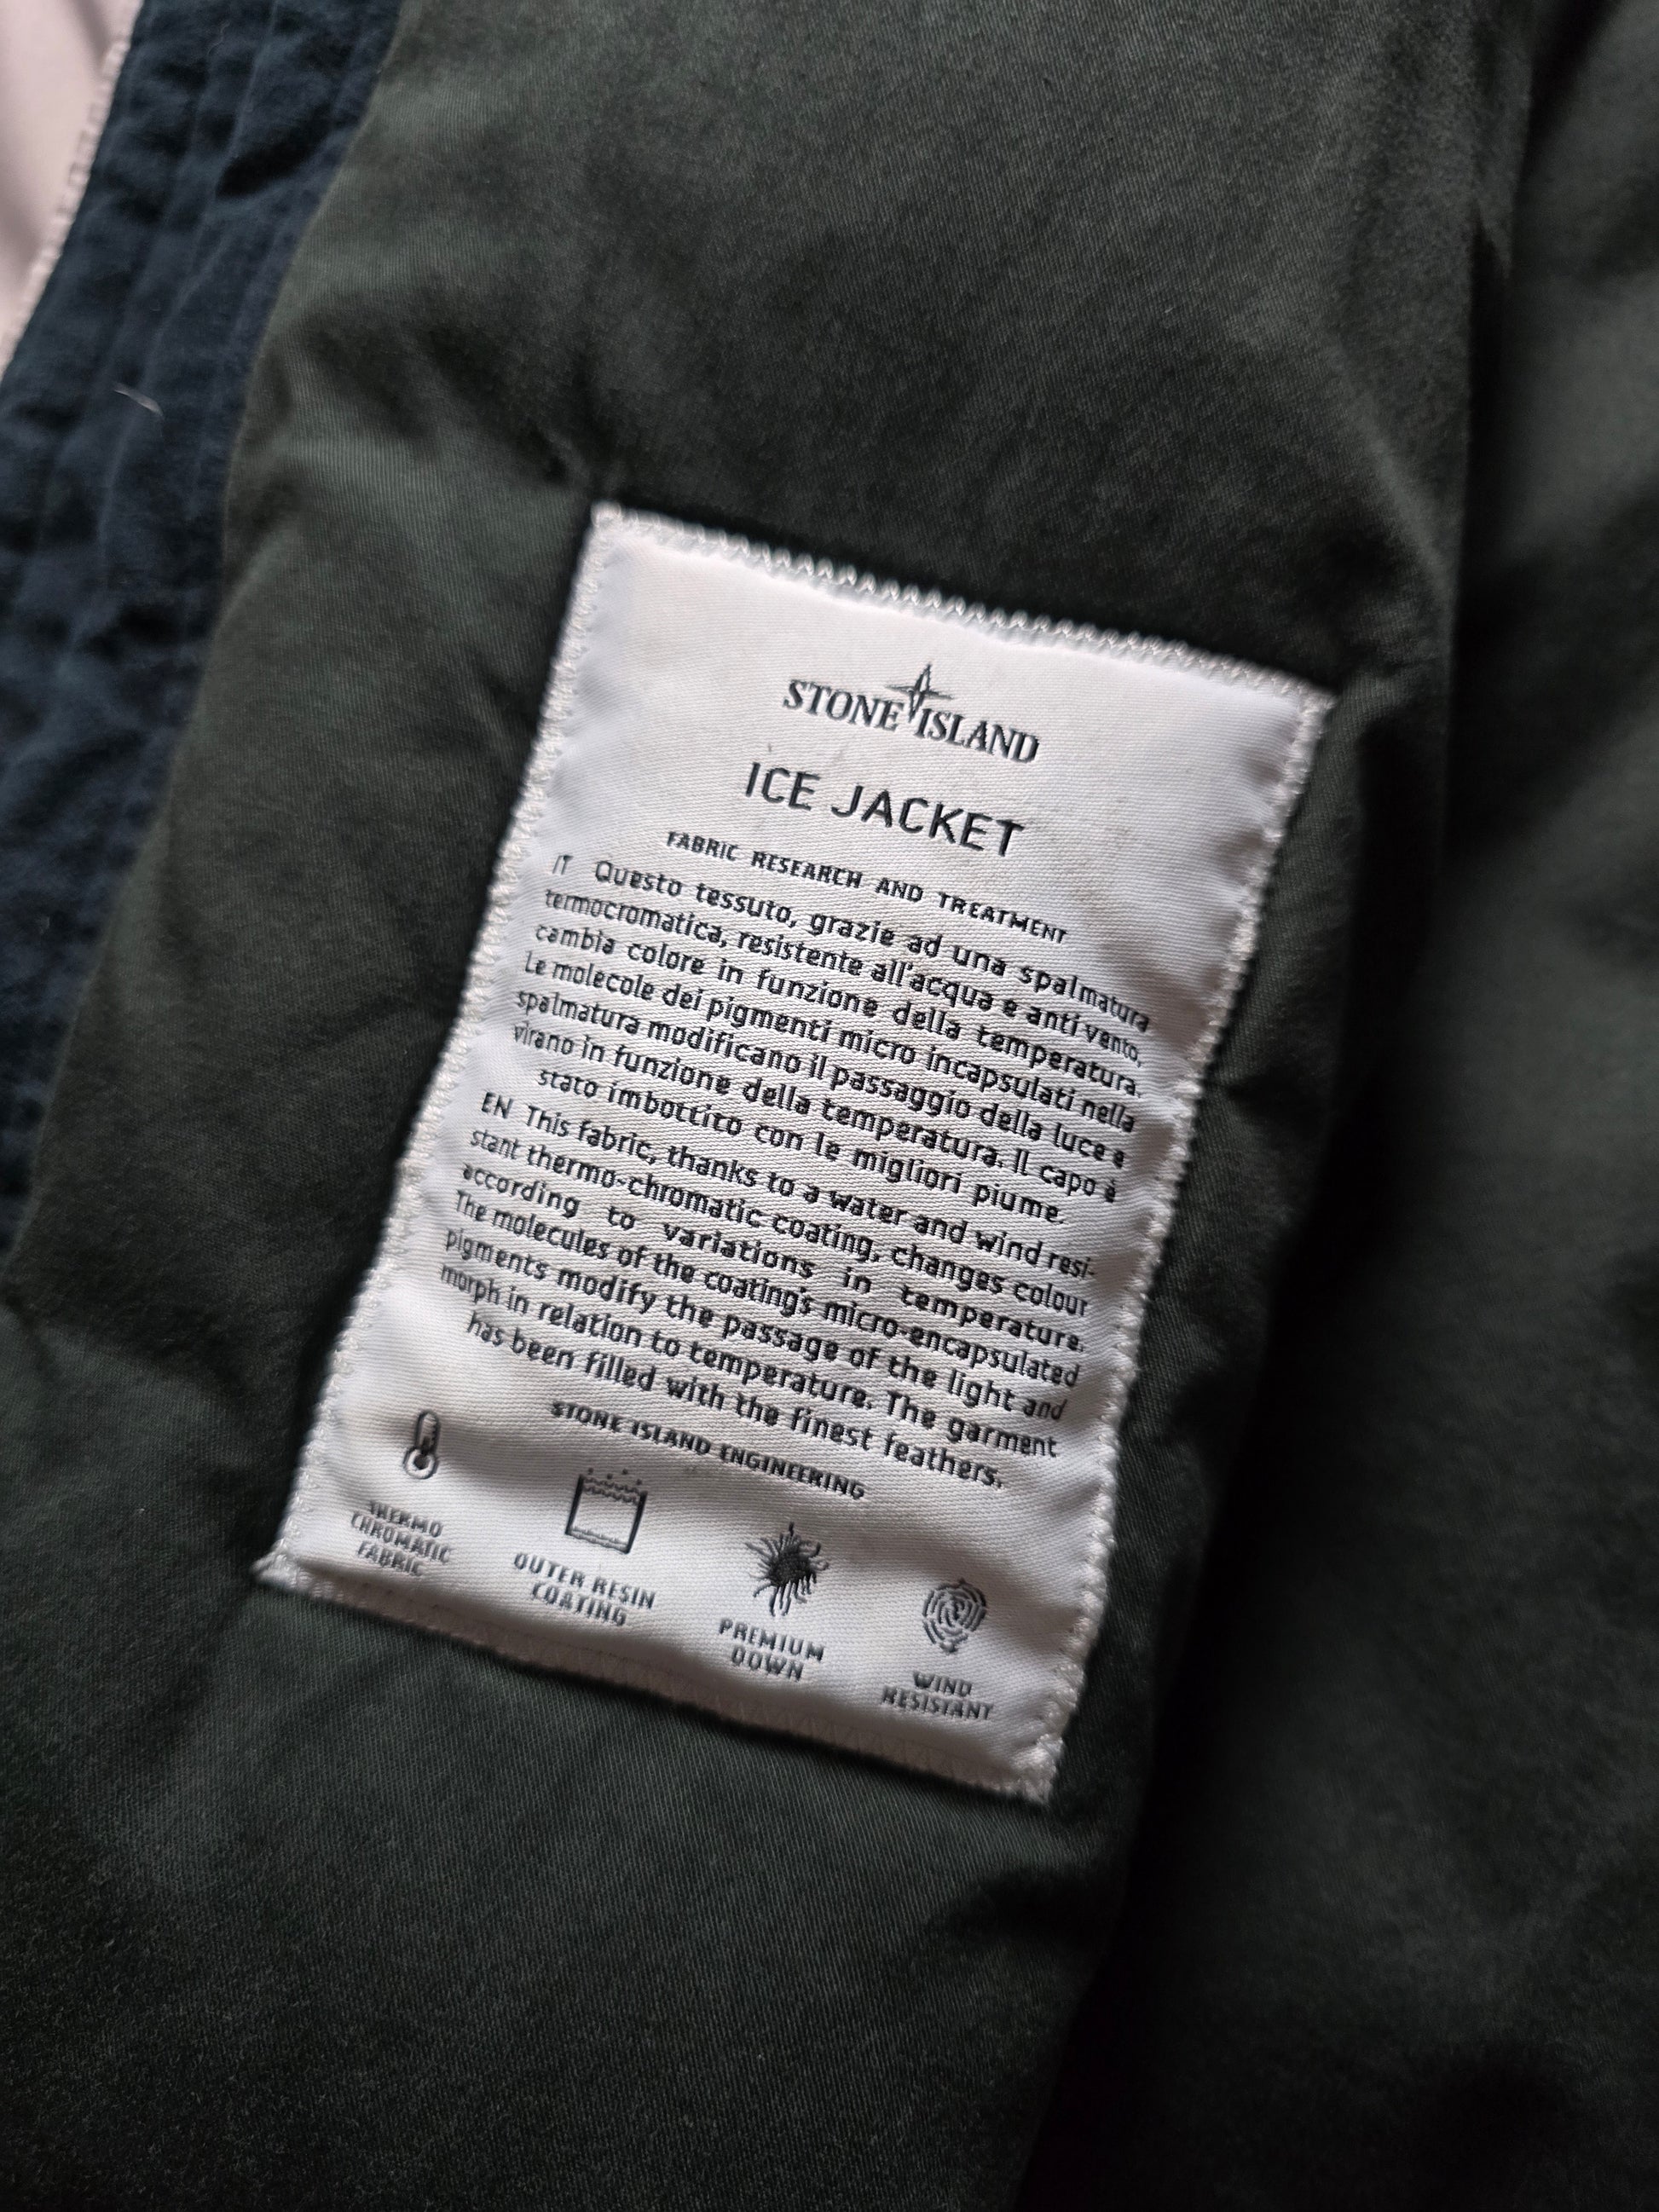 STONE ISLAND
ICE JACKET
FABRIC RESEARCH AND TREATMENT
IT Questo tessuto, grazie ad una spalmatura
termocromatica, resistente all'acqua e anti vento,
cambia colore in funzione della temperatura.
Le molecole dei pigmenti micro incapsulati nella
spalmatura modificano il passaggio della luce e
virano in funzione della temperatura. Il capo è
stato imbottito con le migliori piume.
EN This fabric, thanks to a water and wind resi-
stant thermo-chromatic coating, changes colour
according to variations in temperature.
The molecules of the coating's micro-encapsulated
pigments modify the passage of the light and
morph in relation to temperature. The garment
has been filled with the finest feathers.
STONE ISLAND ENGINEERING
THERMO
CHROMATIC
FABRIC
OUTER RESIN
COATING
PREMIUM
DOWN
WIND
RESISTANT